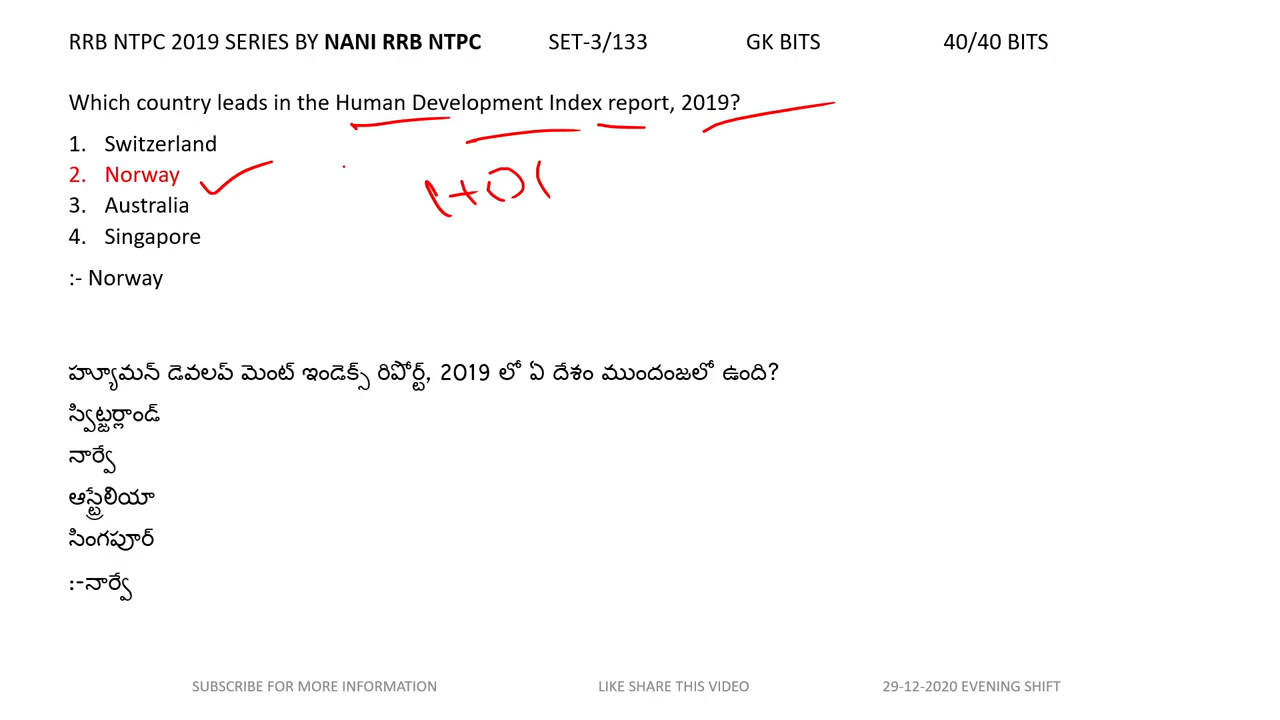 RRB NTPC 2019 SERIES BY NANI RRB NTPC SET-3/133 GK BITS 40/40 BITS
Which country leads in the Human Development Index report, 2019?
1. Switzerland
2. Norway
HDI
3. Australia
4. Singapore
:- Norway
హ్యూమన్ డెవలప్ మెంట్ ఇండెక్స్ రిపోర్ట్, 2019 లో ఏ దేశం ముందంజలో ఉంది?
స్విట్జర్లాండ్
నార్వే
ఆస్ట్రేలియా
సింగపూర్
:-నార్వే
SUBSCRIBE FOR MORE INFORMATION LIKE SHARE THIS VIDEO 29-12-2020 EVENING SHIFT